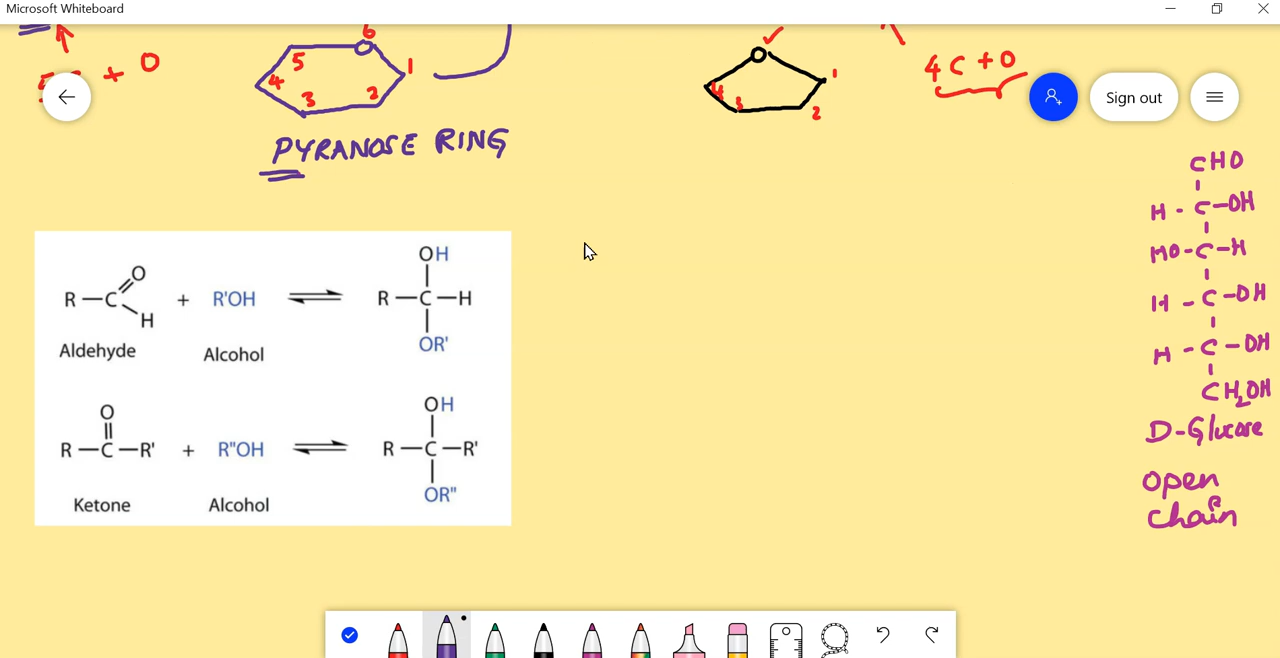 Microsoft Whiteboard
+ O
6
5
1
4
3
2
PYRANOSE RING
1
4
3
2
4C + O
Sign out
CHO
H - C - OH
HO - C - H
H - C - OH
H - C - OH
CH2OH
D-Glucose
open
chain
O
R — C
H
+ R'OH
Aldehyde
Alcohol
OH
R — C — H
OR'
O
R — C — R'
+ R"OH
Ketone
Alcohol
OH
R — C — R'
OR"